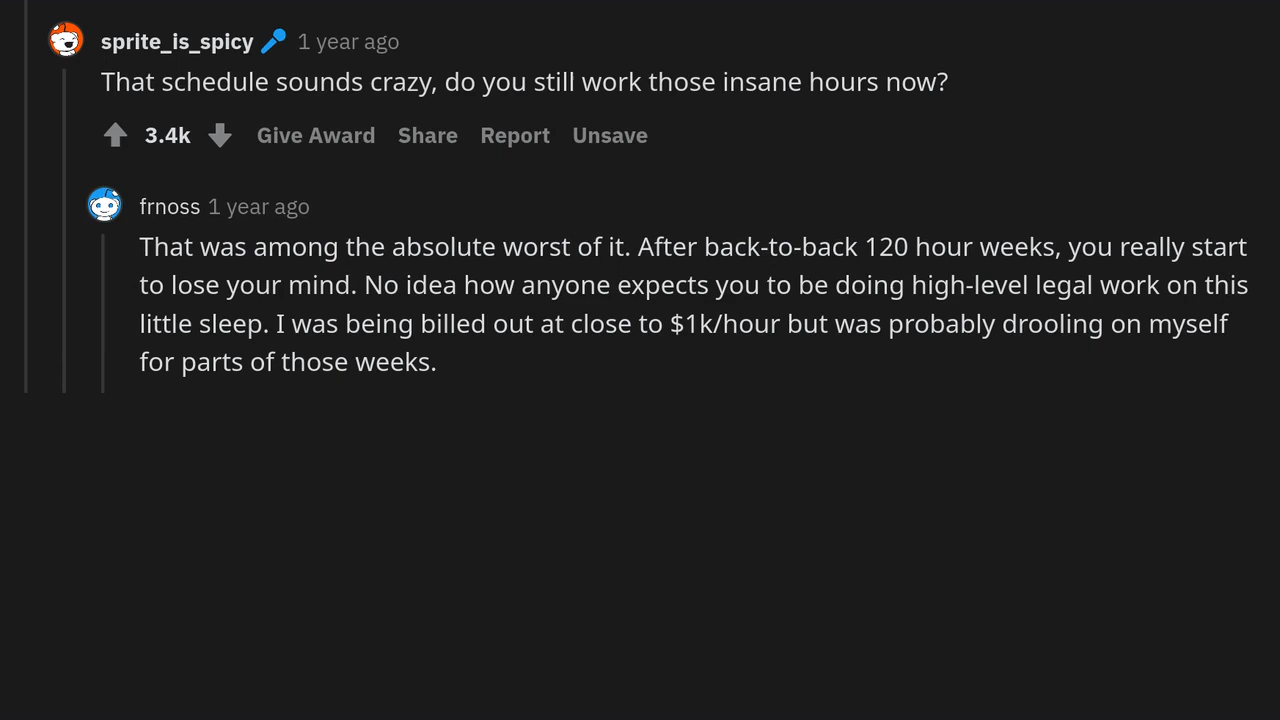 sprite_is_spicy 1 year ago
That schedule sounds crazy, do you still work those insane hours now?
3.4k Give Award Share Report Unsave
frnoss 1 year ago
That was among the absolute worst of it. After back-to-back 120 hour weeks, you really start
to lose your mind. No idea how anyone expects you to be doing high-level legal work on this
little sleep. I was being billed out at close to $1k/hour but was probably drooling on myself
for parts of those weeks.